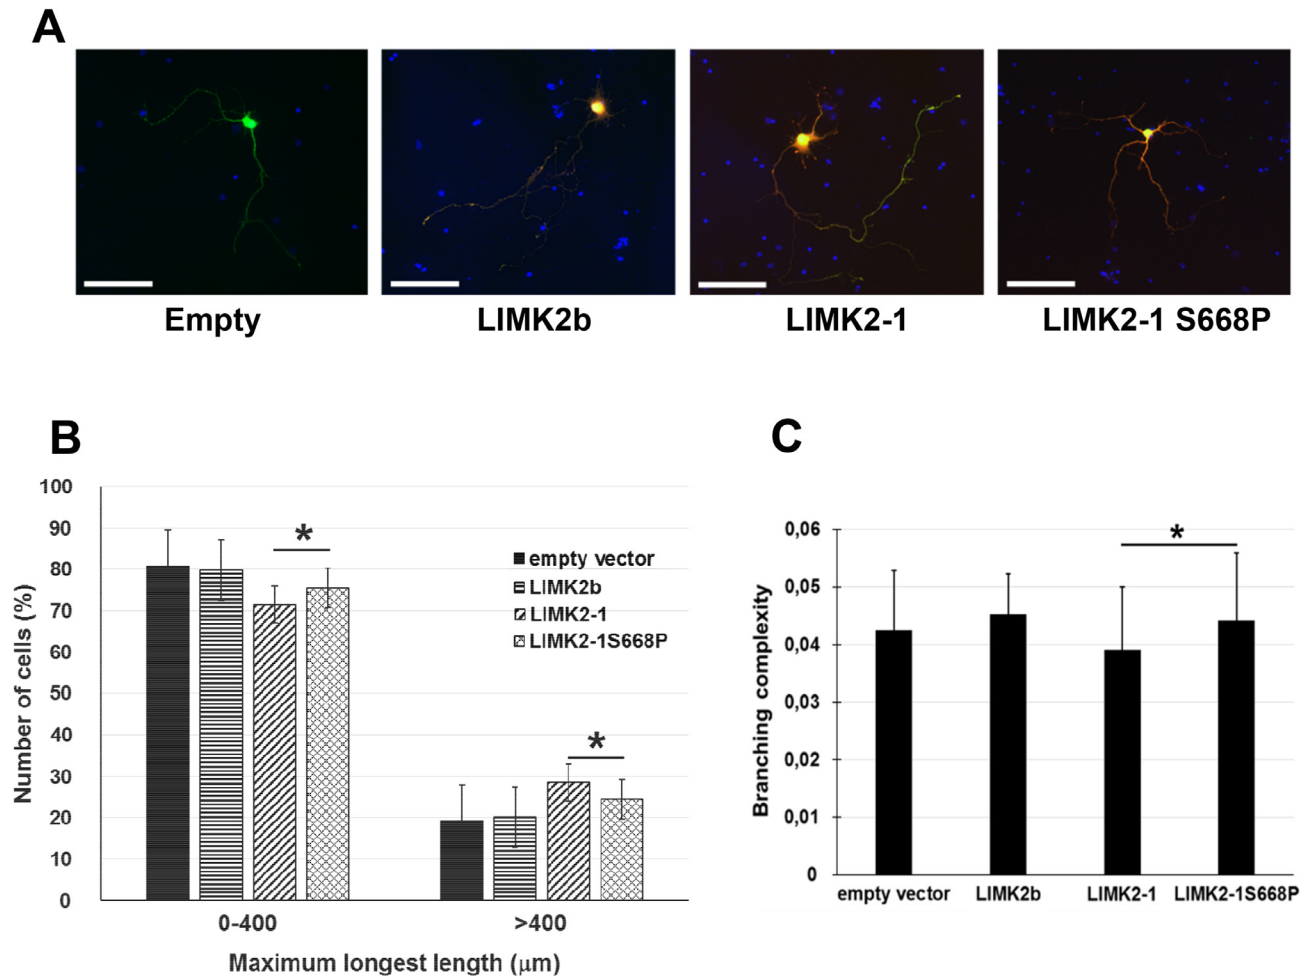 A
Empty
LIMK2b
LIMK2-1
LIMK2-1 S668P
B
100
90
80
70
60
50
40
30
20
10
0
Number of cells (%)
*
*
empty vector
LIMK2b
LIMK2-1
LIMK2-1S668P
0-400
>400
Maximum longest length (μm)
C
0,06
0,05
0,04
0,03
0,02
0,01
0
Branching complexity
*
empty vector
LIMK2b
LIMK2-1
LIMK2-1S668P